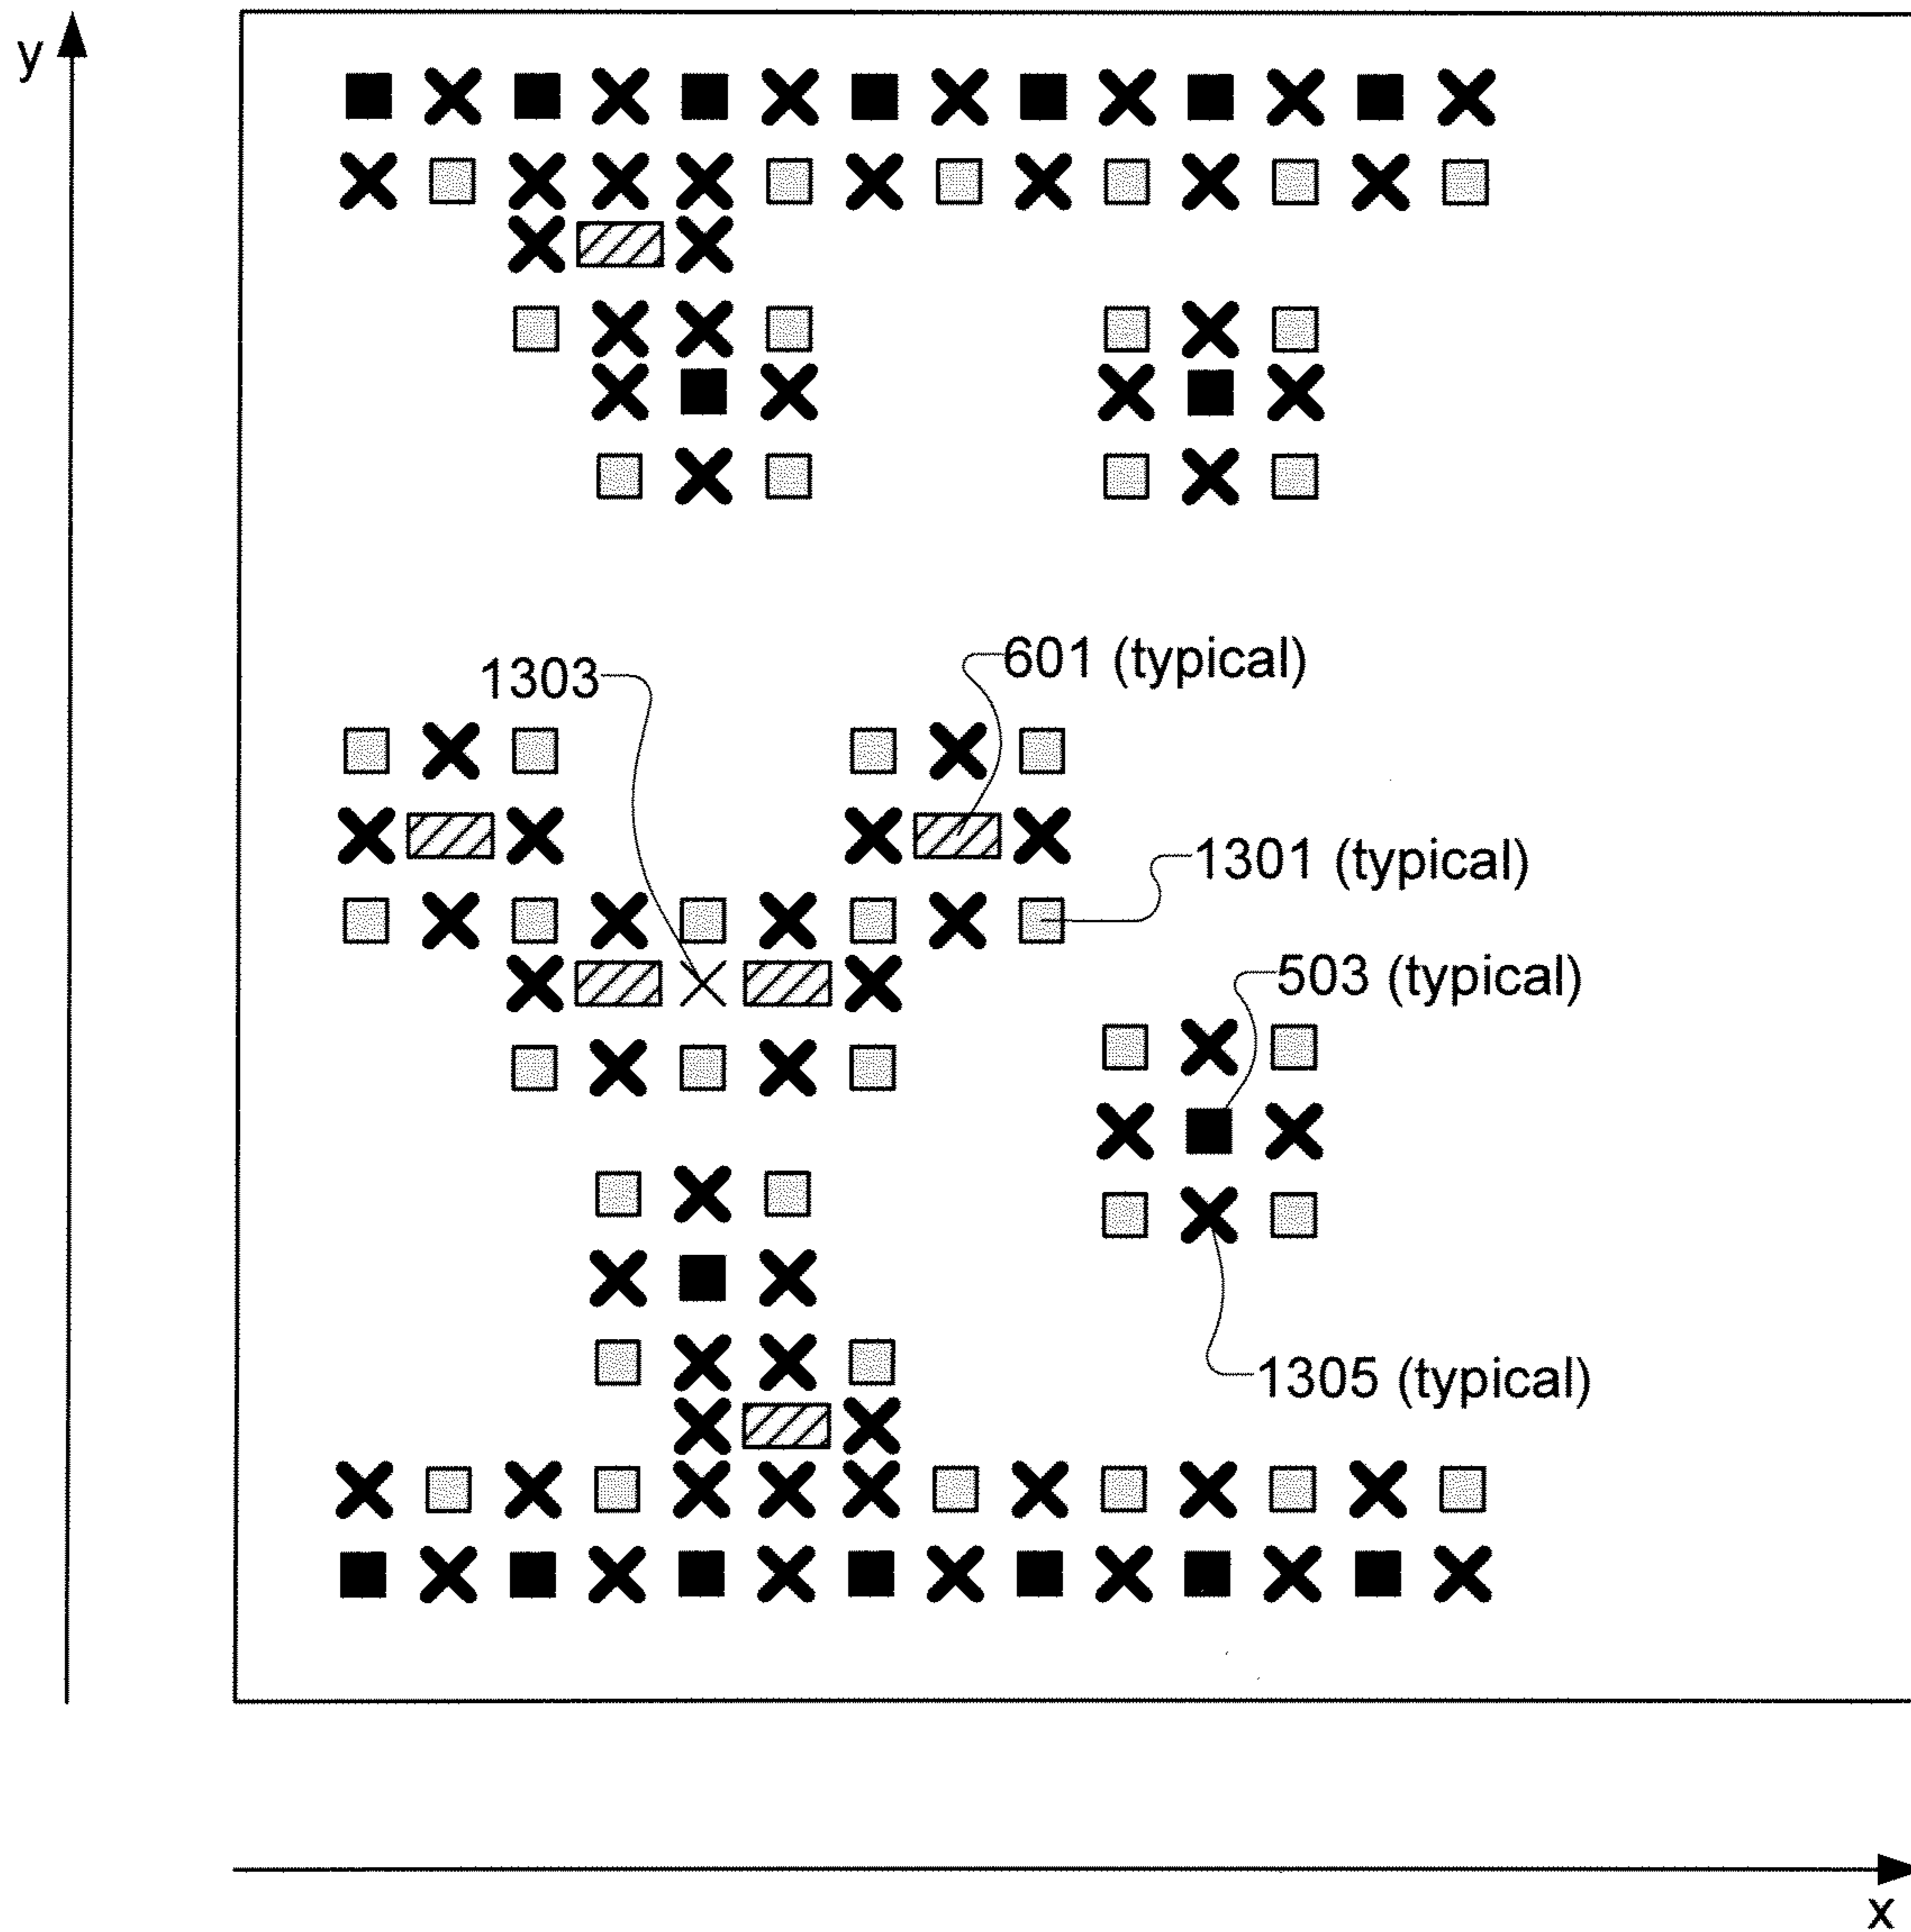 y
601 (typical)
1303
1301 (typical)
503 (typical)
1305 (typical)
x